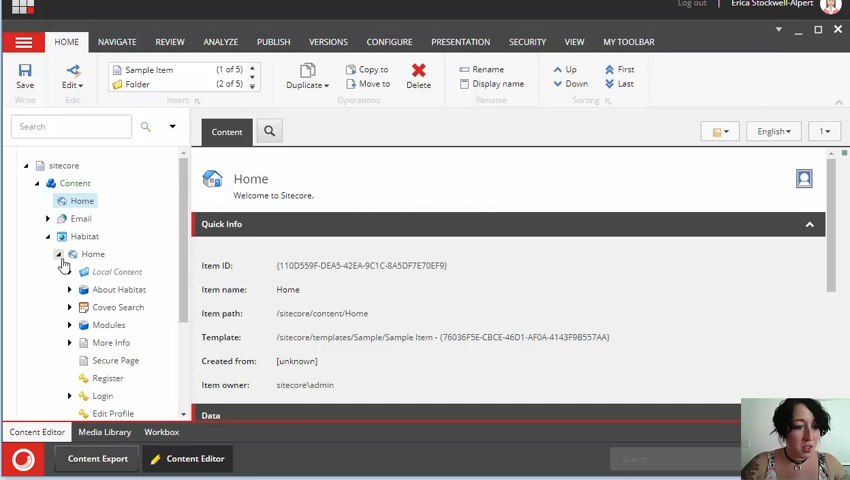 Log out
Erica Stockwell-Alpert
HOME
NAVIGATE
REVIEW
ANALYZE
PUBLISH
VERSIONS
CONFIGURE
PRESENTATION
SECURITY
VIEW
MY TOOLBAR
Save
Write
Edit
Edit
Sample Item (1 of 5)
Folder (2 of 5)
Insert
Duplicate
Copy to
Move to
Delete
Operations
Rename
Display name
Rename
Up
Down
First
Last
Sorting
Search
Content
English
1
sitecore
Content
Home
Email
Habitat
Home
Local Content
About Habitat
Coveo Search
Modules
More Info
Secure Page
Register
Login
Edit Profile
Home
Welcome to Sitecore.
Quick Info
Item ID: {110D559F-DEA5-42EA-9C1C-8A5DF7E70EF9}
Item name: Home
Item path: /sitecore/content/Home
Template: /sitecore/templates/Sample/Sample Item - {76036F5E-CBCE-46D1-AF0A-4143F9B557AA}
Created from: [unknown]
Item owner: sitecore\admin
Data
Content Editor
Media Library
Workbox
Content Export
Content Editor
Search